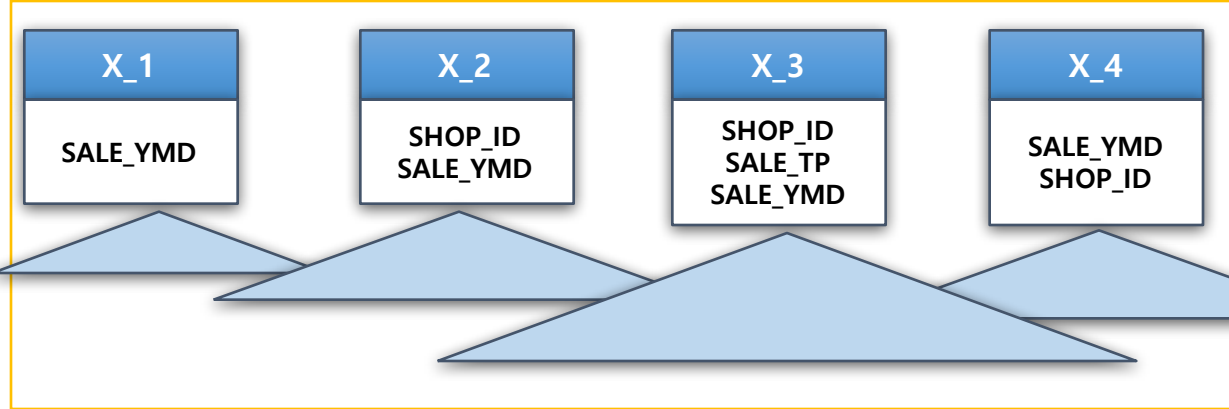 X_1
SALE_YMD
X_2
SHOP_ID
SALE_YMD
X_3
SHOP_ID
SALE_TP
SALE_YMD
X_4
SALE_YMD
SHOP_ID